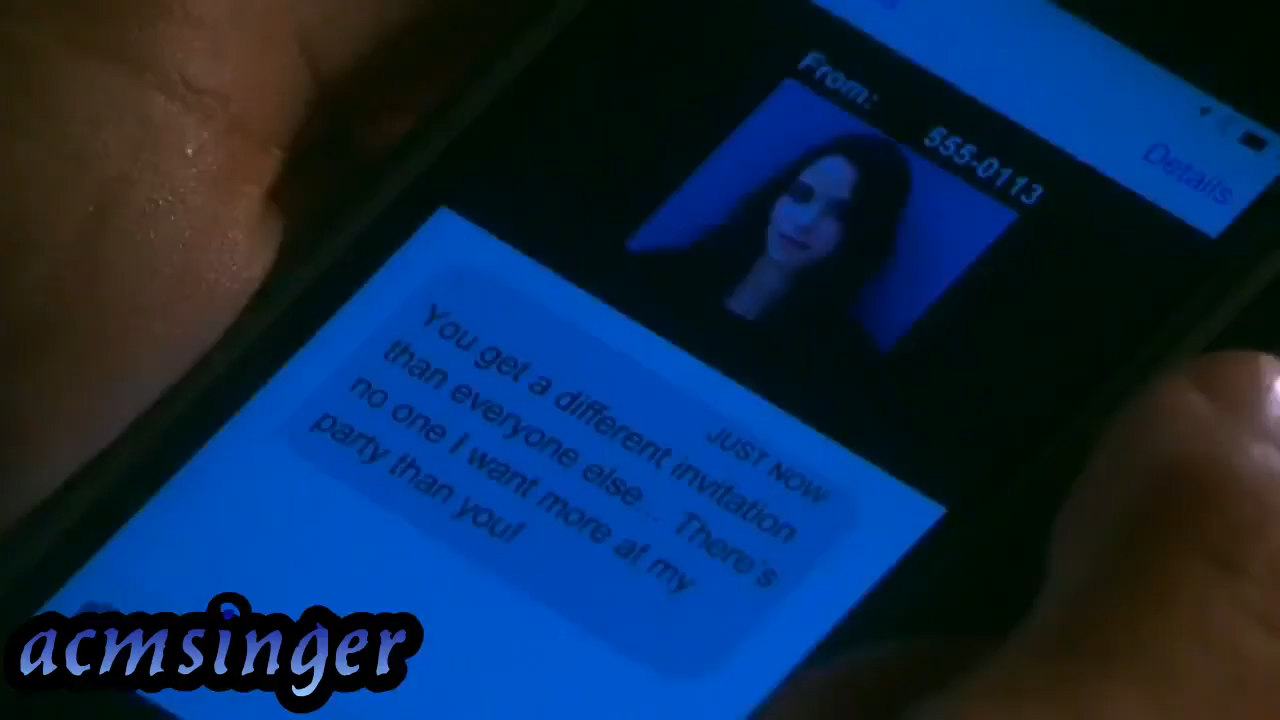 Details
From:
555-0113
JUST NOW
You get a different invitation
than everyone else... There's
no one I want more at my
party than you!
acmsinger